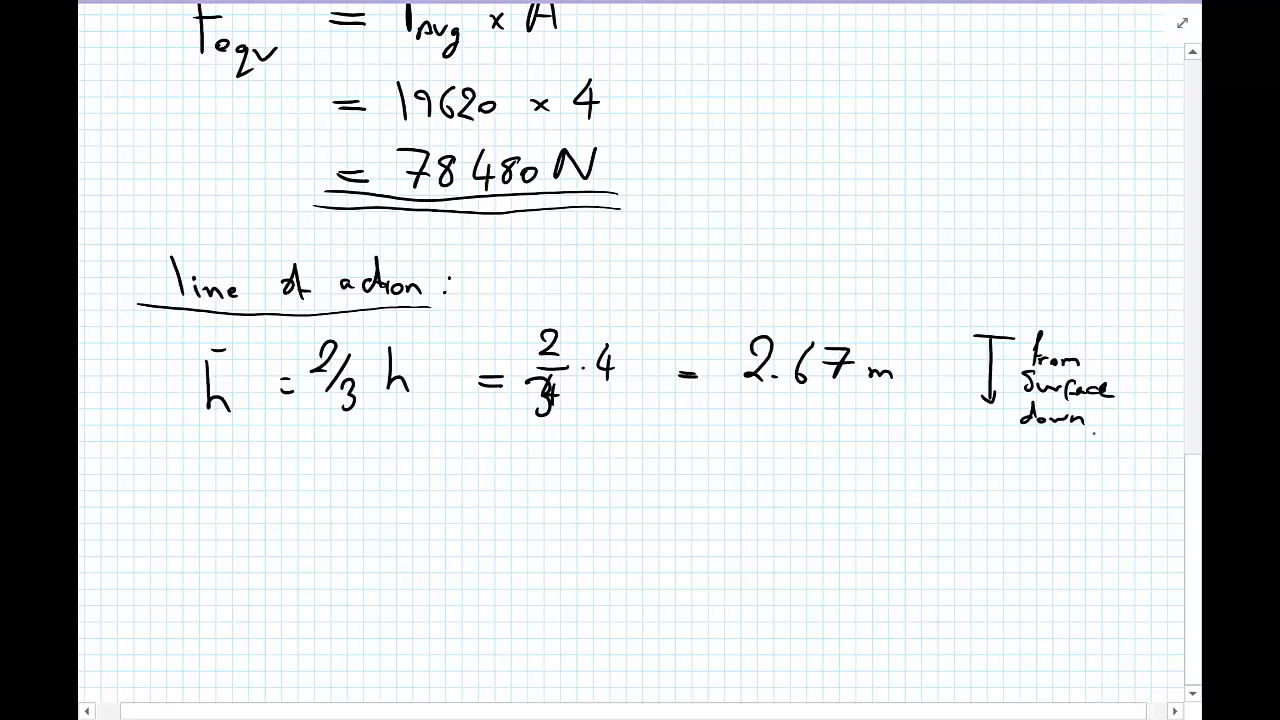 F_eqv = P_Avg × A
= 19620 × 4
= 78480 N
line of action :
h̄ = 2/3 h = 2/3 · 4 = 2.67 m
from
surface
down